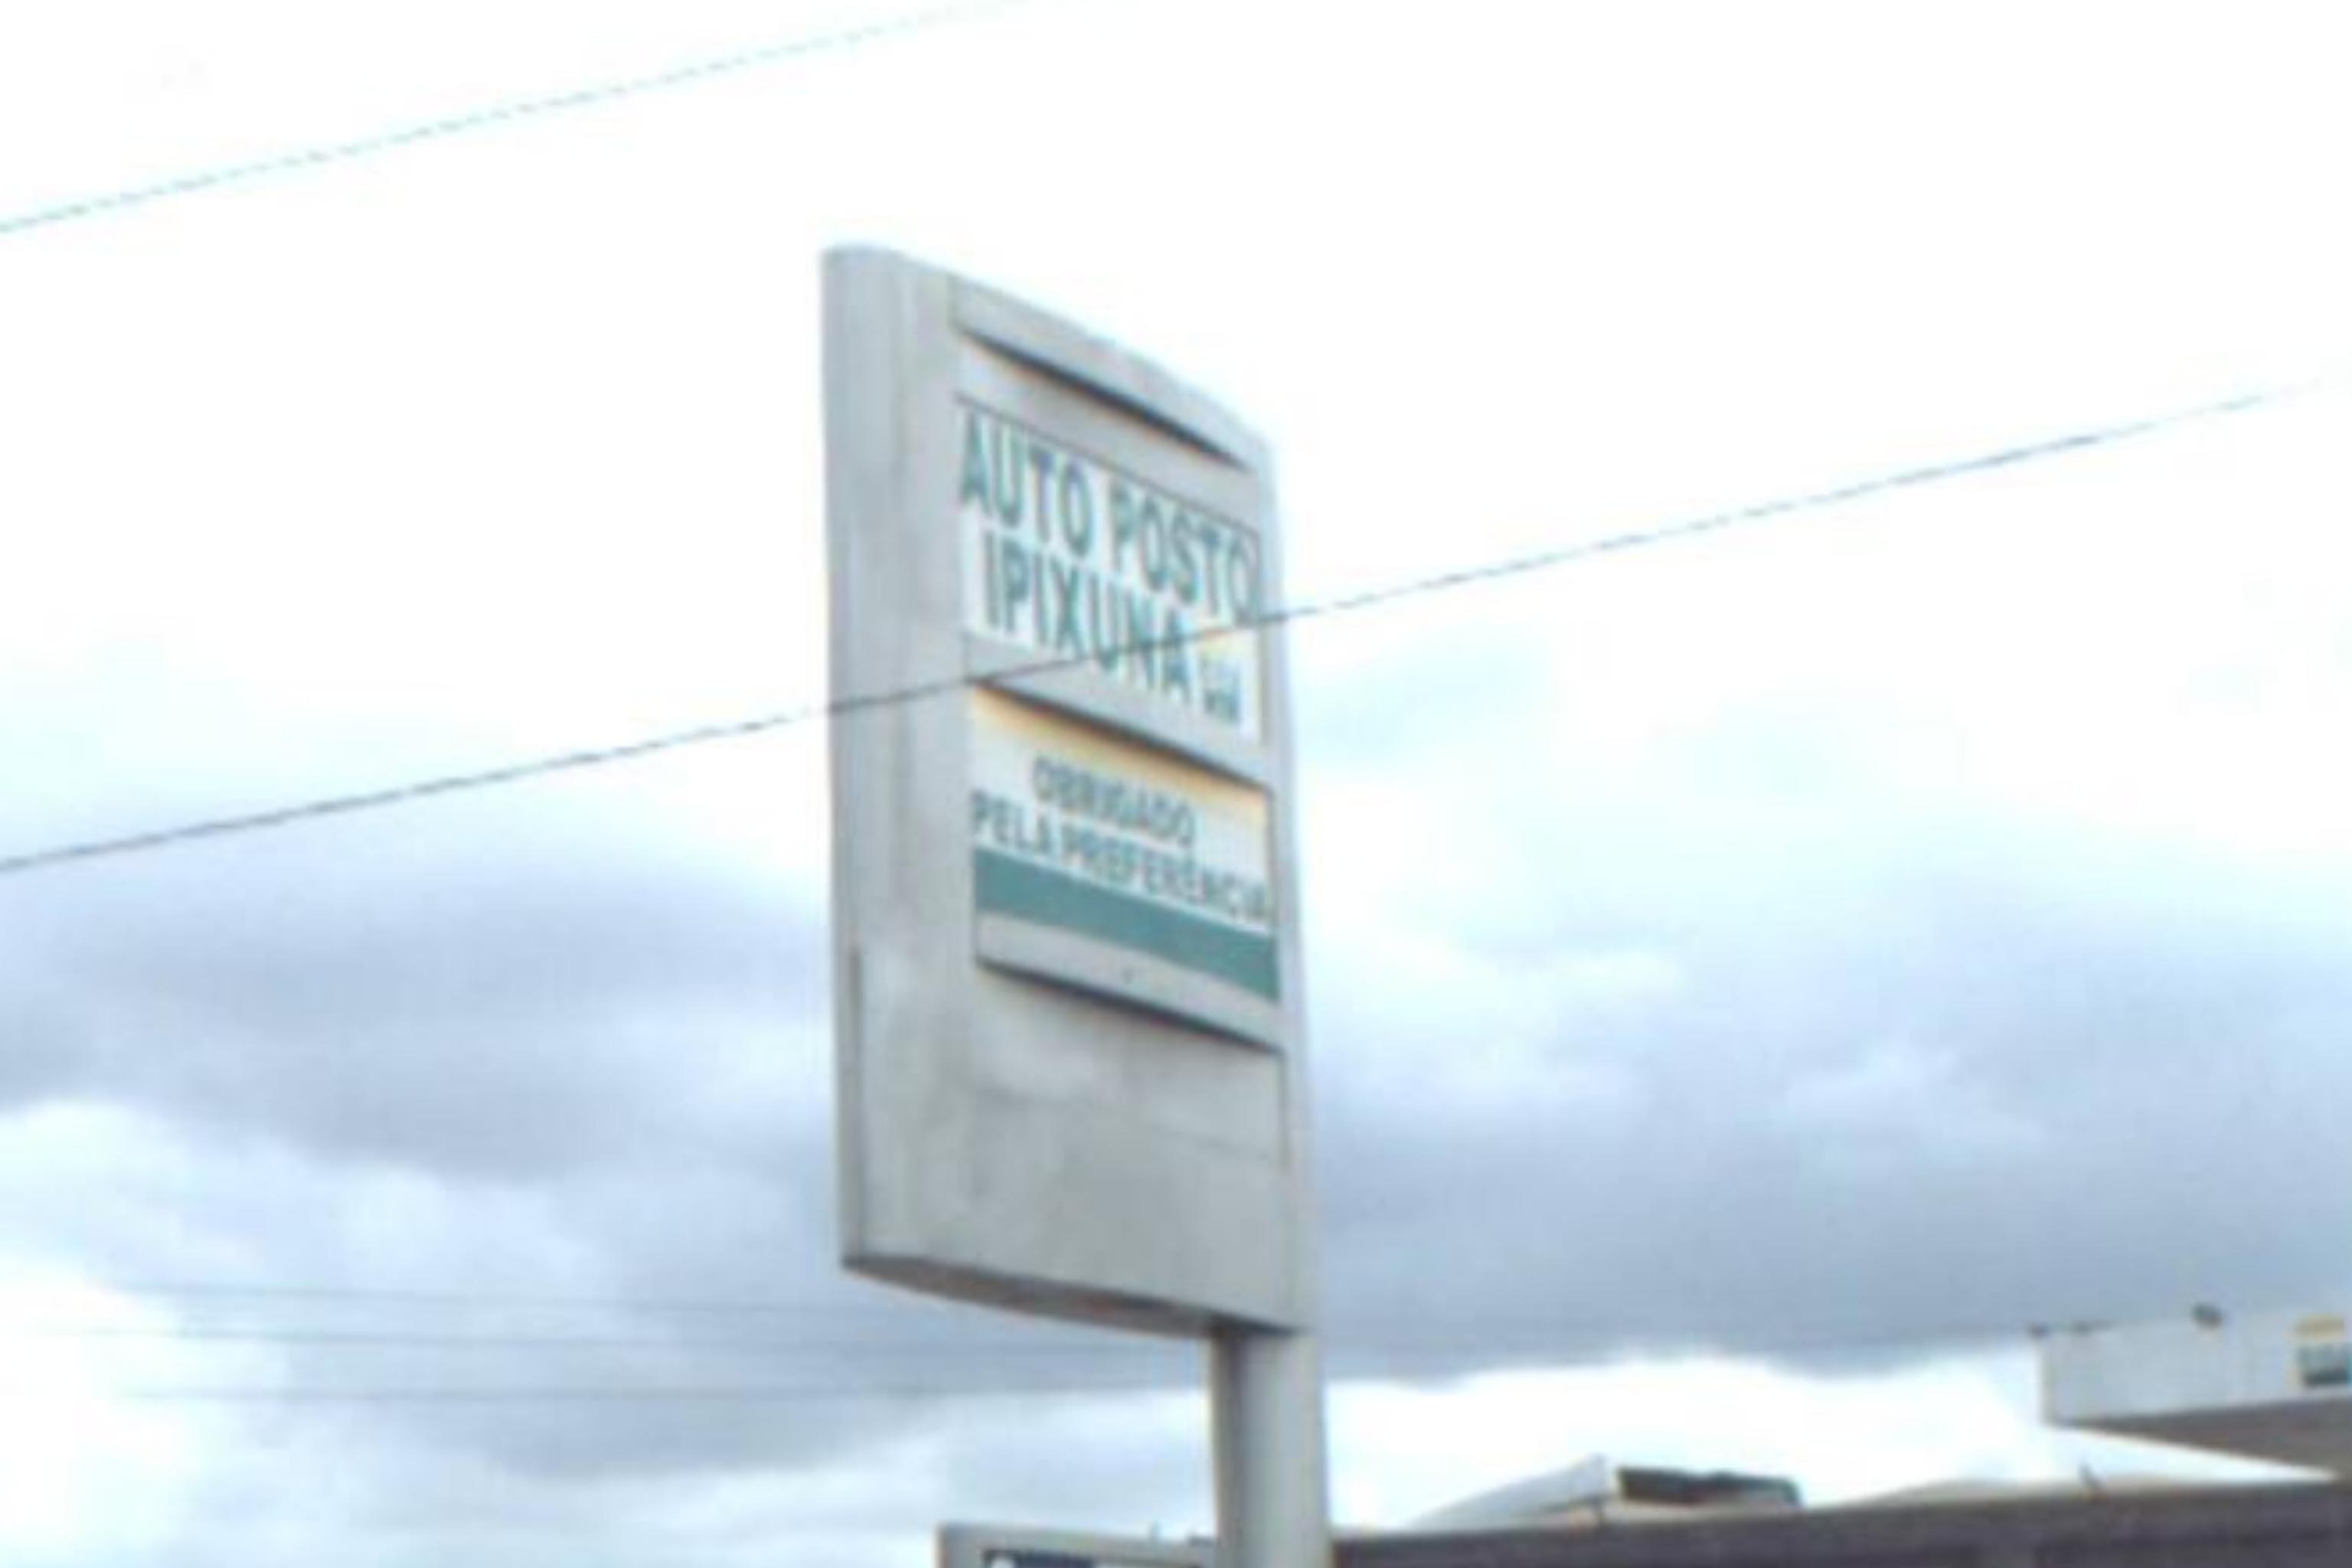 AUTO POSTO
IPIXUNA
OBRIGADO
PELA PREFERÊNCIA